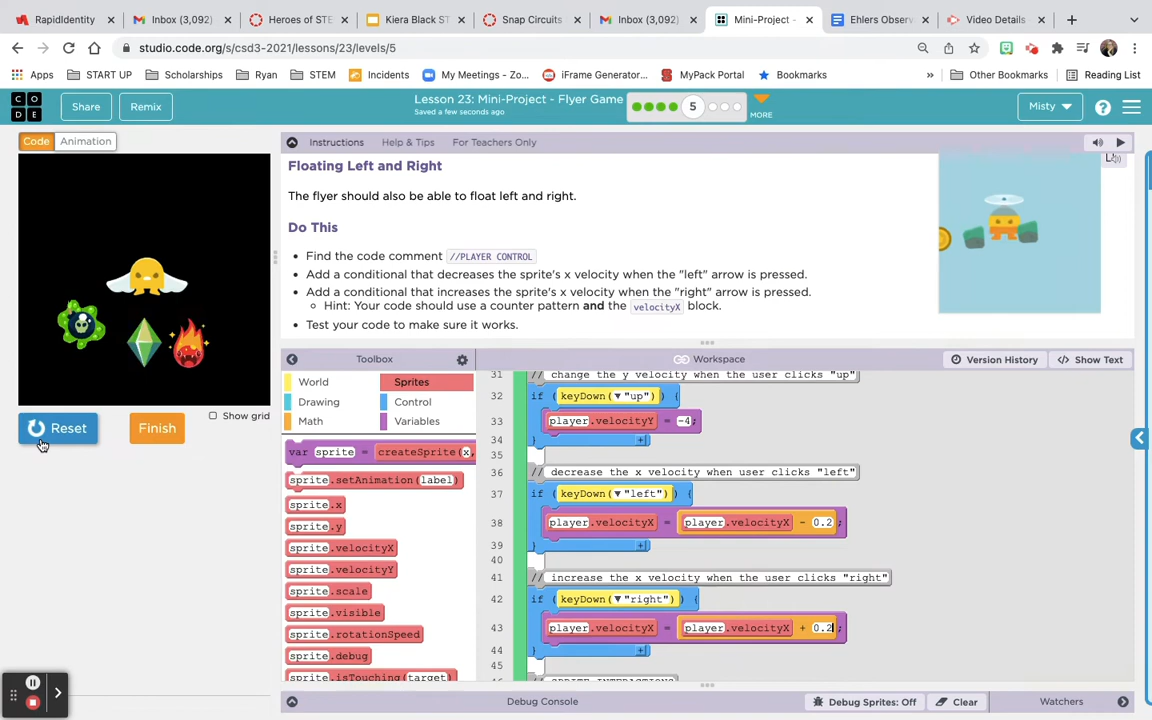 RapidIdentity
Inbox (3,092)
Heroes of STE
Kiera Black ST
Snap Circuits
Inbox (3,092)
Mini-Project -
Ehlers Observ
Video Details
studio.code.org/s/csd3-2021/lessons/23/levels/5
Apps
START UP
Scholarships
Ryan
STEM
Incidents
My Meetings - Zo...
iFrame Generator...
MyPack Portal
Bookmarks
»
Other Bookmarks
Reading List
C O
D E
Share
Remix
Lesson 23: Mini-Project - Flyer Game
Saved a few seconds ago
5
MORE
Misty
?
Code
Animation
Instructions
Help & Tips
For Teachers Only
Floating Left and Right
The flyer should also be able to float left and right.
Do This
• Find the code comment //PLAYER CONTROL
• Add a conditional that decreases the sprite's x velocity when the "left" arrow is pressed.
• Add a conditional that increases the sprite's x velocity when the "right" arrow is pressed.
◦ Hint: Your code should use a counter pattern and the velocityX block.
• Test your code to make sure it works.
Reset
Finish
Show grid
Toolbox
World
Sprites
Drawing
Control
Math
Variables
var sprite = createSprite(x,
sprite.setAnimation(label)
sprite.x
sprite.y
sprite.velocityX
sprite.velocityY
sprite.scale
sprite.visible
sprite.rotationSpeed
sprite.debug
sprite.isTouching(target)
Workspace
Version History
</> Show Text
31 // change the y velocity when the user clicks "up"
32 if (keyDown(▼"up")) {
33 player.velocityY = -4;
34 }
35
36 // decrease the x velocity when user clicks "left"
37 if (keyDown(▼"left")) {
38 player.velocityX = player.velocityX - 0.2;
39 }
40
41 // increase the x velocity when the user clicks "right"
42 if (keyDown(▼"right")) {
43 player.velocityX = player.velocityX + 0.2;
44 }
45
Debug Console
Debug Sprites: Off
Clear
Watchers